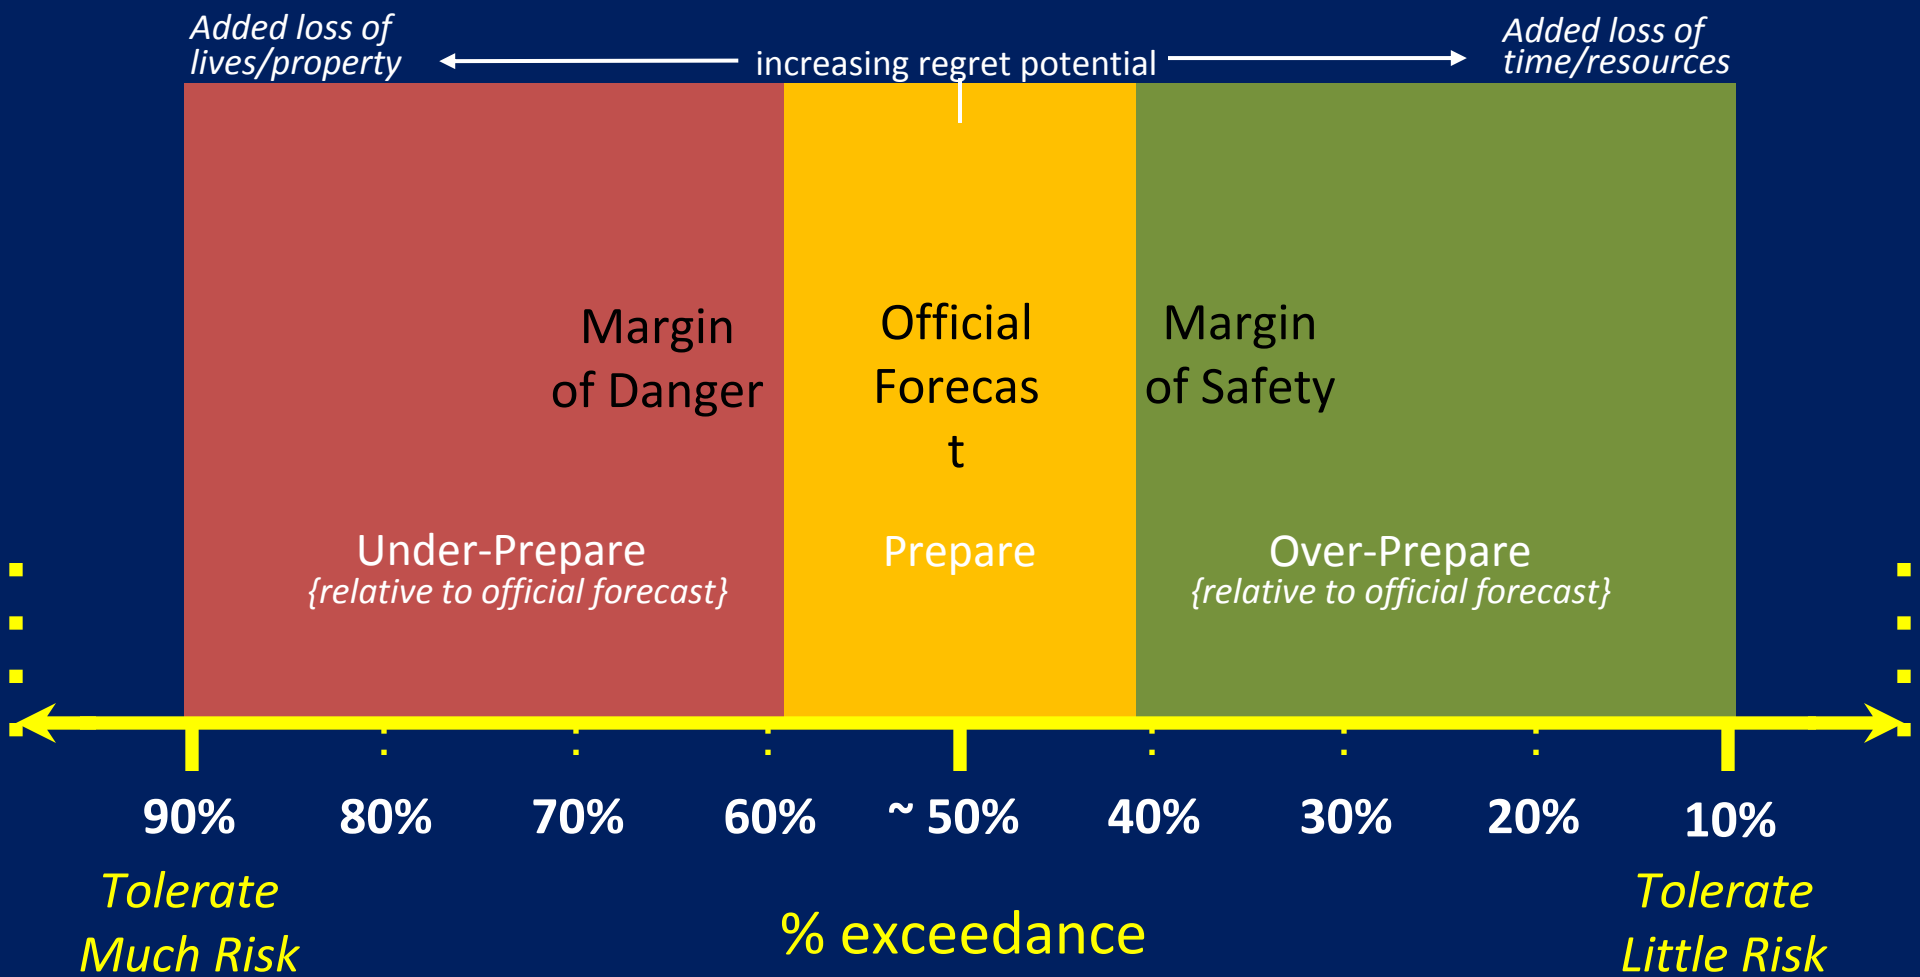 Added loss of
lives/property
increasing regret potential
Added loss of
time/resources
Margin
of Danger
Official
Forecas
t
Margin
of Safety
Under-Prepare
{relative to official forecast}
Prepare
Over-Prepare
{relative to official forecast}
90% 80% 70% 60% ~ 50% 40% 30% 20% 10%
Tolerate
Much Risk
% exceedance
Tolerate
Little Risk